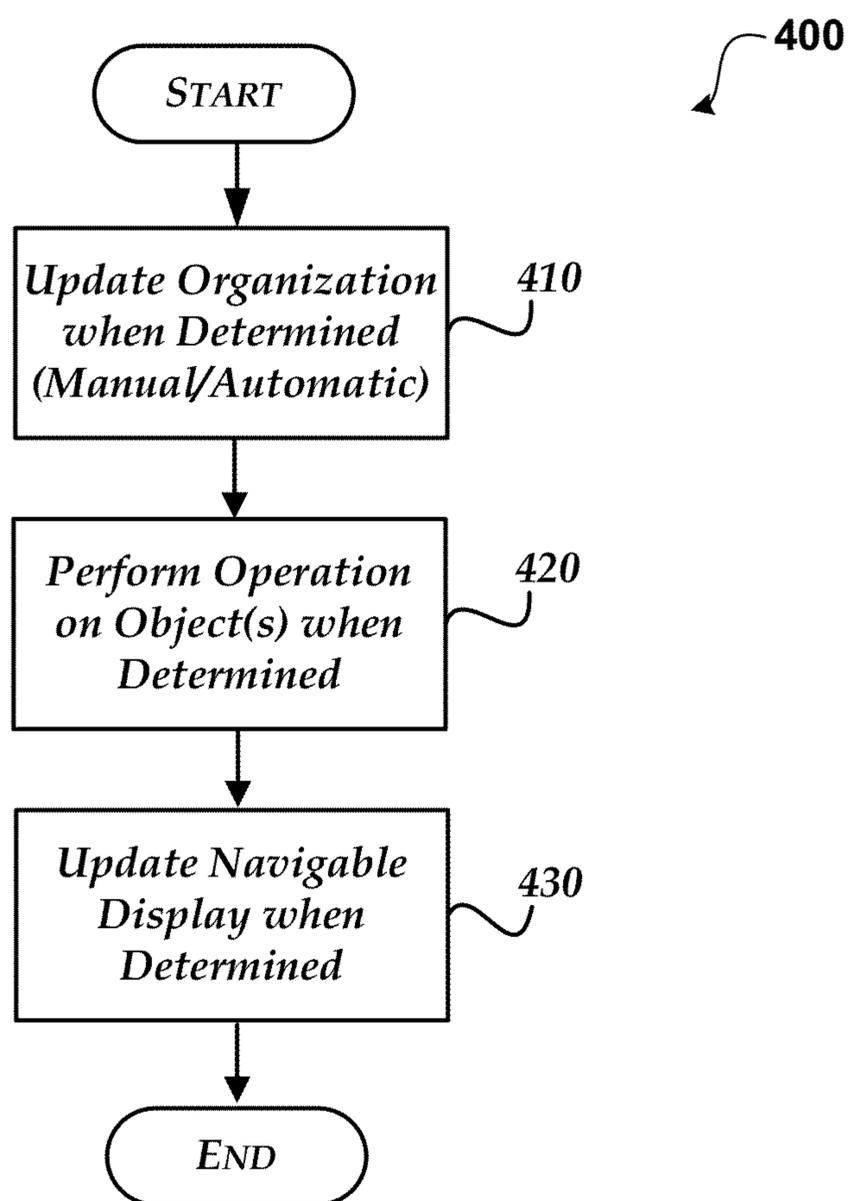 400
START
Update Organization
when Determined
(Manual/Automatic)
410
Perform Operation
on Object(s) when
Determined
420
Update Navigable
Display when
Determined
430
END